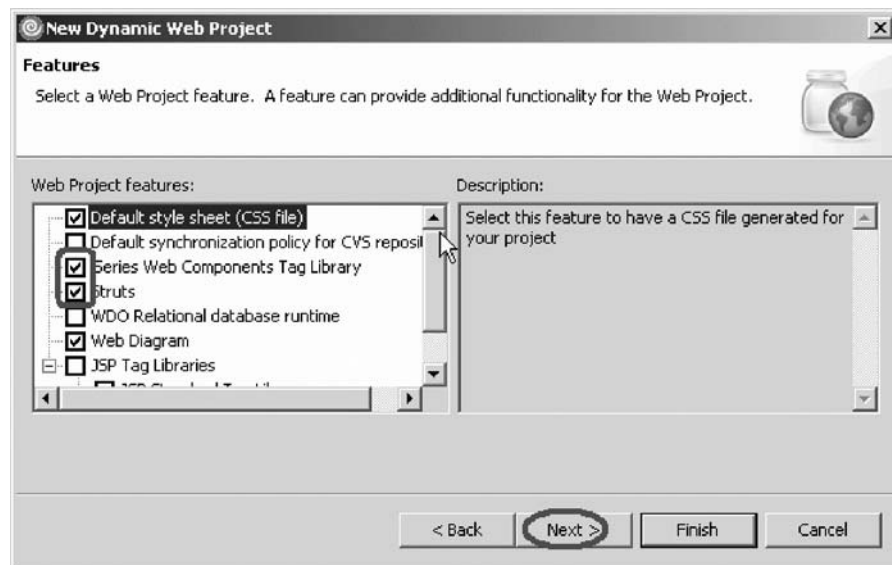 New Dynamic Web Project
Features
Select a Web Project feature. A feature can provide additional functionality for the Web Project.
Web Project features:
Description:
Default style sheet (CSS file)
Default synchronization policy for CVS reposit
Series Web Components Tag Library
Struts
WDO Relational database runtime
Web Diagram
JSP Tag Libraries
Select this feature to have a CSS file generated for
your project
< Back
Next >
Finish
Cancel